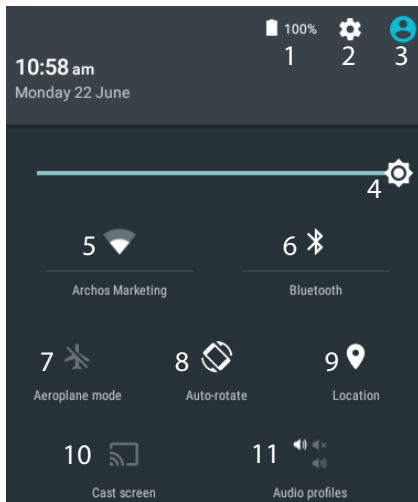 100%
1 2 3
10:58 am
Monday 22 June
4
5 6
Archos Marketing Bluetooth
7 8 9
Aeroplane mode Auto-rotate Location
10 11
Cast screen Audio profiles